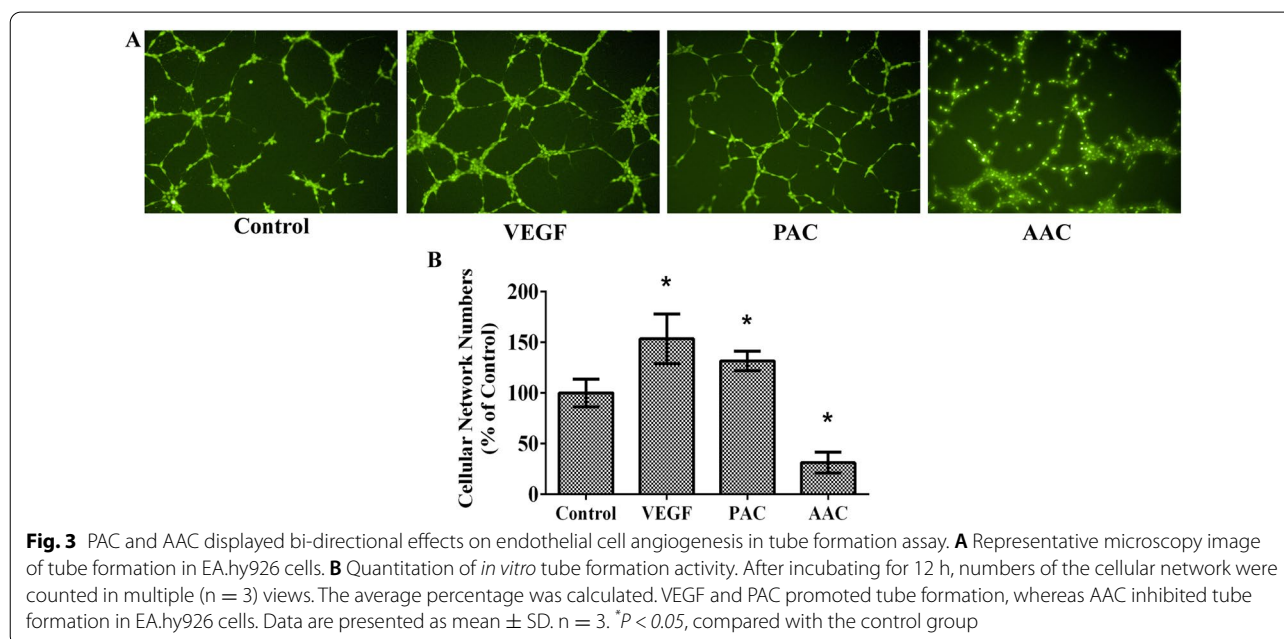 A
Control
VEGF
PAC
AAC
B
Cellular Network Numbers
(% of Control)
200
150
100
50
0
*
*
*
Control
VEGF
PAC
AAC
Fig. 3 PAC and AAC displayed bi-directional effects on endothelial cell angiogenesis in tube formation assay. A Representative microscopy image
of tube formation in EA.hy926 cells. B Quantitation of in vitro tube formation activity. After incubating for 12 h, numbers of the cellular network were
counted in multiple (n = 3) views. The average percentage was calculated. VEGF and PAC promoted tube formation, whereas AAC inhibited tube
formation in EA.hy926 cells. Data are presented as mean ± SD. n = 3. *P < 0.05, compared with the control group